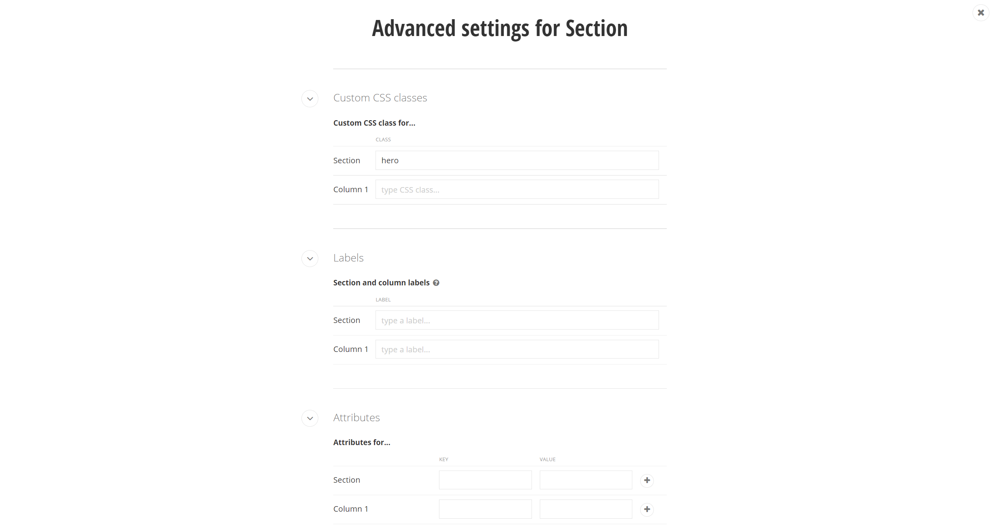 Advanced settings for Section
Custom CSS classes
Custom CSS class for...
CLASS
Section hero
Column 1 type CSS class...
Labels
Section and column labels
LABEL
Section type a label...
Column 1 type a label...
Attributes
Attributes for...
KEY VALUE
Section
Column 1